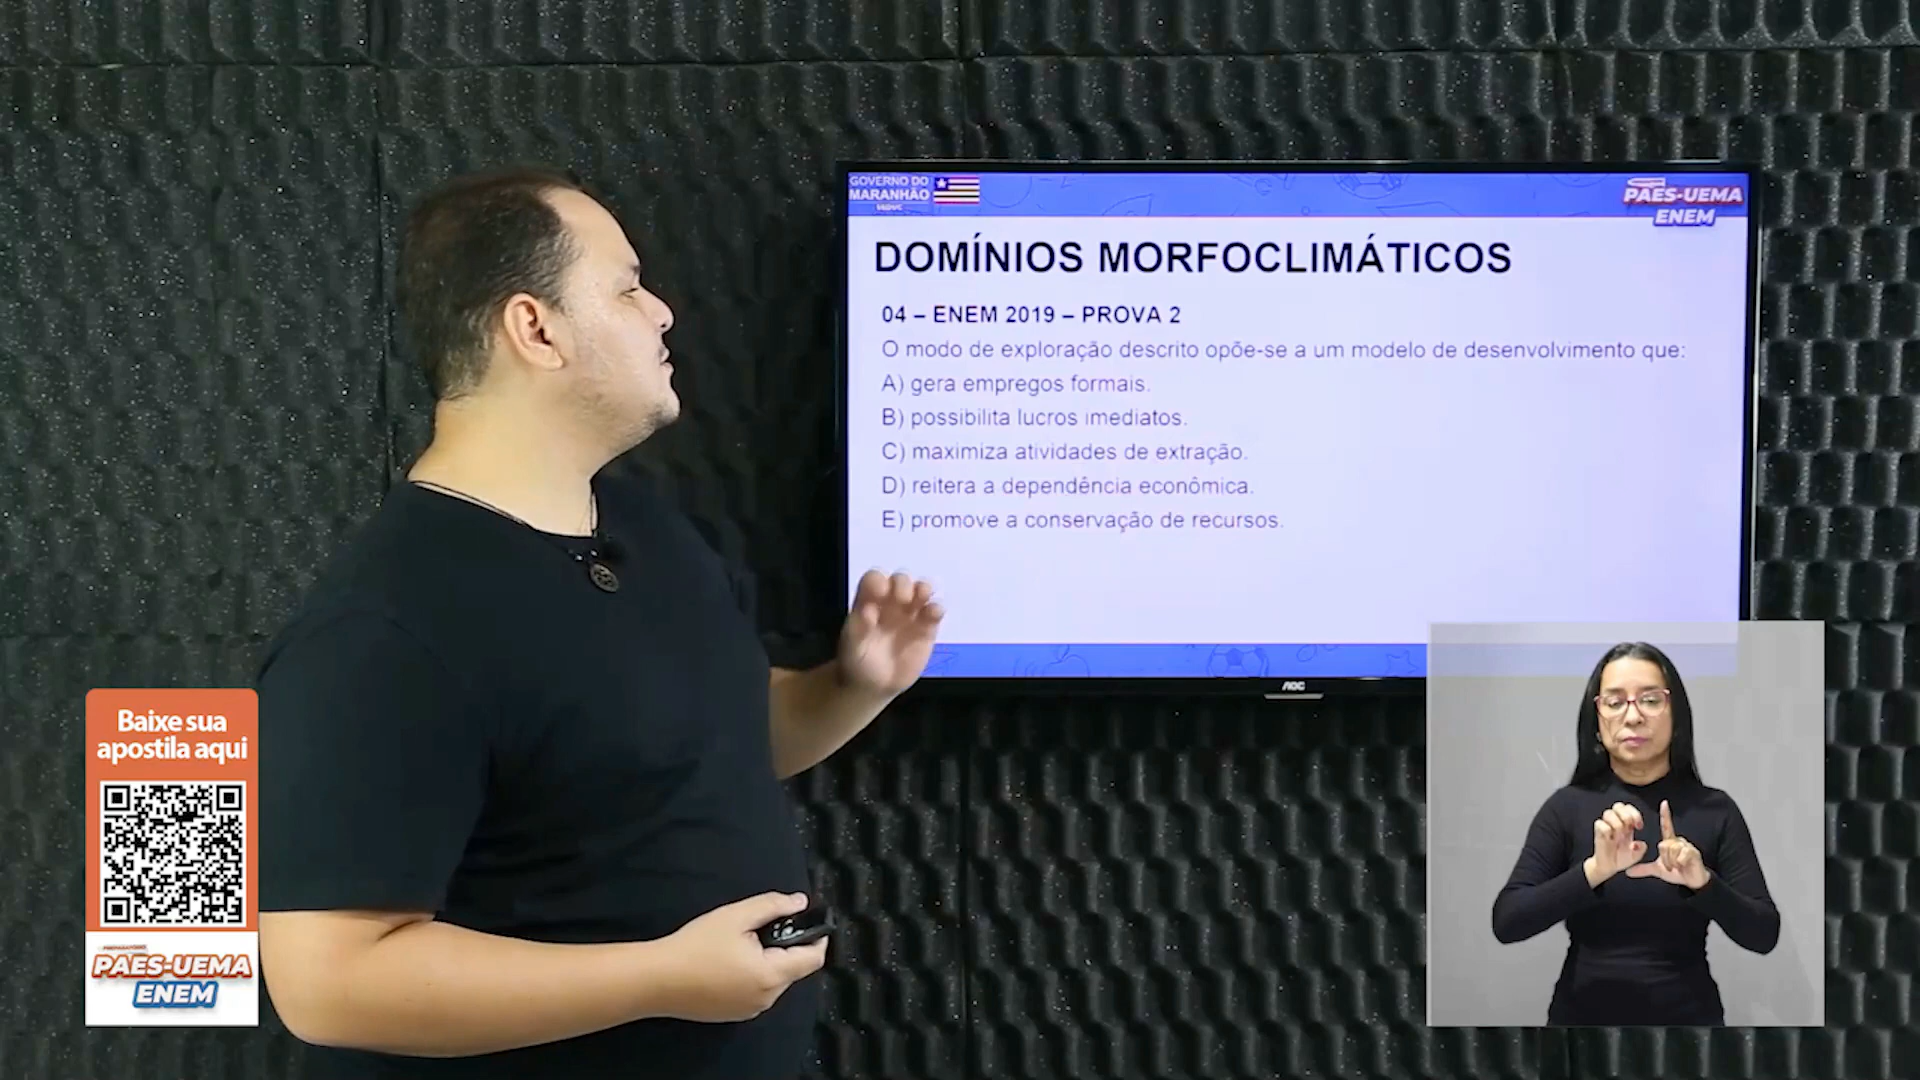 GOVERNO DO
MARANHÃO
PAES-UEMA
ENEM
DOMÍNIOS MORFOCLIMÁTICOS
04 – ENEM 2019 – PROVA 2
O modo de exploração descrito opõe-se a um modelo de desenvolvimento que:
A) gera empregos formais.
B) possibilita lucros imediatos.
C) maximiza atividades de extração.
D) reitera a dependência econômica.
E) promove a conservação de recursos.
AOC
Baixe sua
apostila aqui
PAES-UEMA
ENEM